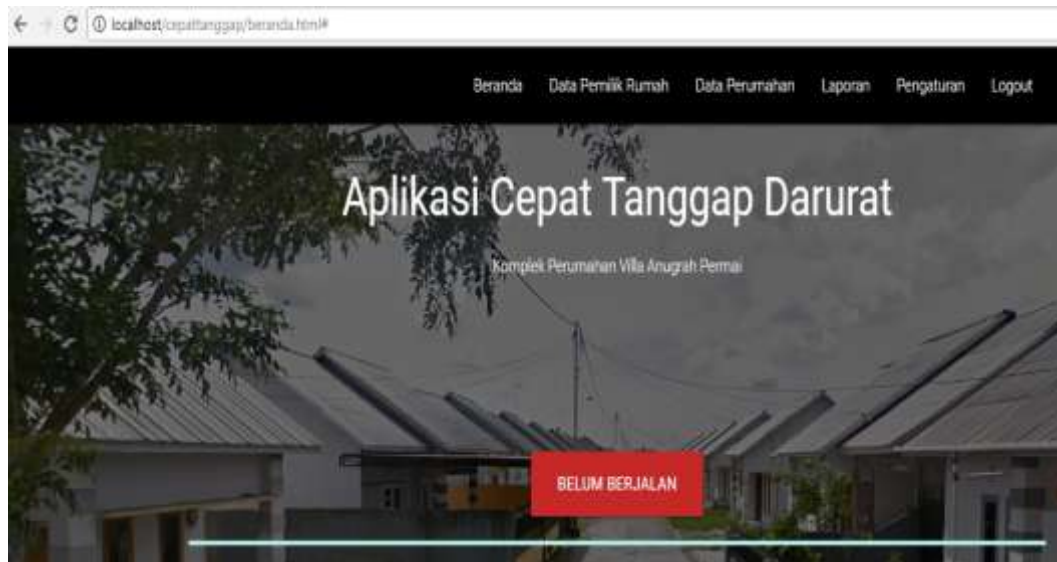 localhost/cepattanggap/beranda.html#
Beranda Data Pemilik Rumah Data Perumahan Laporan Pengaturan Logout
Aplikasi Cepat Tanggap Darurat
Komplek Perumahan Villa Anugrah Permai
BELUM BERJALAN